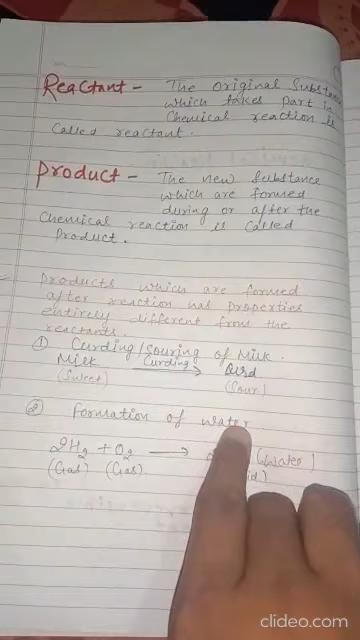 Reactant - The original Substance
which takes part in
Chemical reaction is
Called reactant.
Product - The new Substance
which are formed
during or after the
Chemical reaction is called
Product.
Products which are formed
after reaction has properties
entirely different from the
reactants.
① Curding/Souring of Milk.
Milk Curding → Curd
(Sweet) (Sour)
② Formation of water
2H₂ + O₂ → (Water)
(Gas) (Gas)
clideo.com